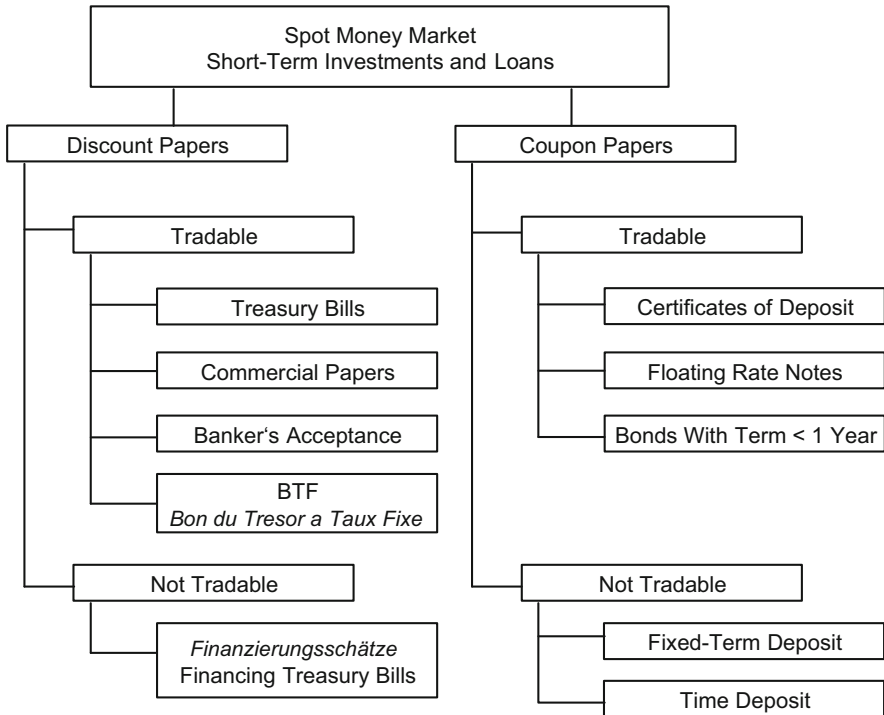 Spot Money Market
Short-Term Investments and Loans
Discount Papers
Tradable
Treasury Bills
Commercial Papers
Banker‘s Acceptance
BTF
Bon du Tresor a Taux Fixe
Not Tradable
Finanzierungsschätze
Financing Treasury Bills
Coupon Papers
Tradable
Certificates of Deposit
Floating Rate Notes
Bonds With Term < 1 Year
Not Tradable
Fixed-Term Deposit
Time Deposit